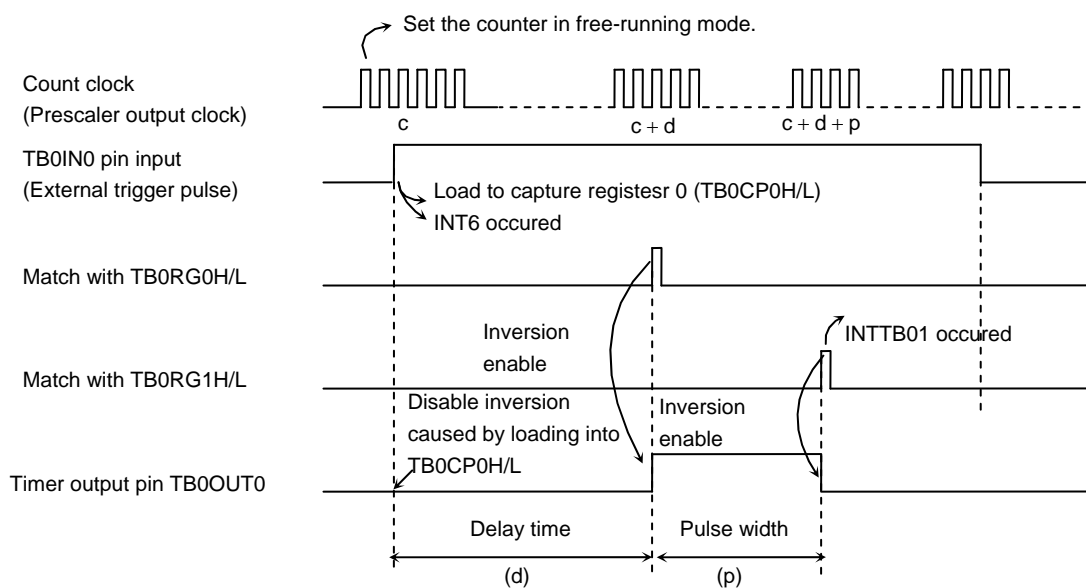 Set the counter in free-running mode.
Count clock
(Prescaler output clock)
c
c + d
c + d + p
TB0IN0 pin input
(External trigger pulse)
Load to capture registesr 0 (TB0CP0H/L)
INT6 occured
Match with TB0RG0H/L
Inversion
enable
INTTB01 occured
Match with TB0RG1H/L
Disable inversion
caused by loading into
TB0CP0H/L
Inversion
enable
Timer output pin TB0OUT0
Delay time
Pulse width
(d)
(p)